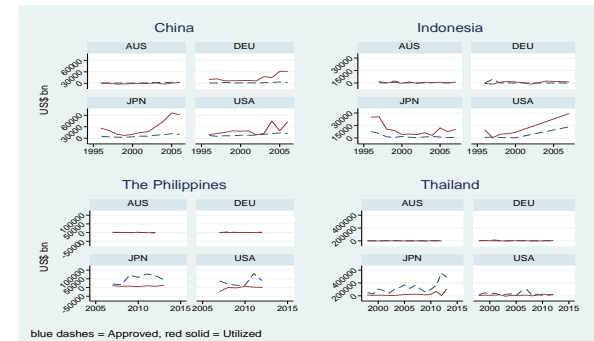 China
Indonesia
AUS
DEU
AUS
DEU
US$ bn
30000 60000
15000 30000
JPN
USA
JPN
USA
0 30000 60000
0 15000 30000
1995 2000 2005 1995 2000 2005
1995 2000 2005 1995 2000 2005
The Philippines
Thailand
AUS
DEU
AUS
DEU
US$ bn
-50000 0 50000 100000
200000 400000
JPN
USA
JPN
USA
-50000 0 50000 100000
200000 400000
2005 2010 2015 2005 2010 2015
2000 2005 2010 2015 2000 2005 2010 2015
blue dashes = Approved, red solid = Utilized